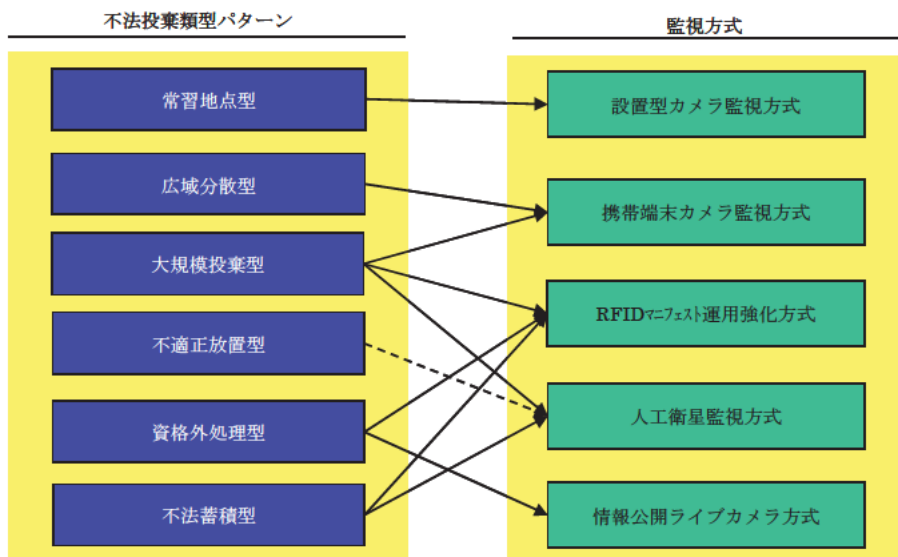 不法投棄類型パターン
監視方式
常習地点型
広域分散型
大規模投棄型
不適正放置型
資格外処理型
不法蓄積型
設置型カメラ監視方式
携帯端末カメラ監視方式
RFIDマニフェスト運用強化方式
人工衛星監視方式
情報公開ライブカメラ方式